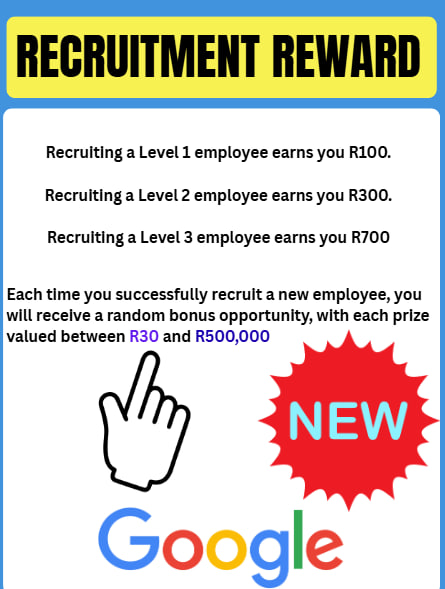 RECRUITMENT REWARD
Recruiting a Level 1 employee earns you R100.
Recruiting a Level 2 employee earns you R300.
Recruiting a Level 3 employee earns you R700
Each time you successfully recruit a new employee, you
will receive a random bonus opportunity, with each prize
valued between R30 and R500,000
NEW
Google